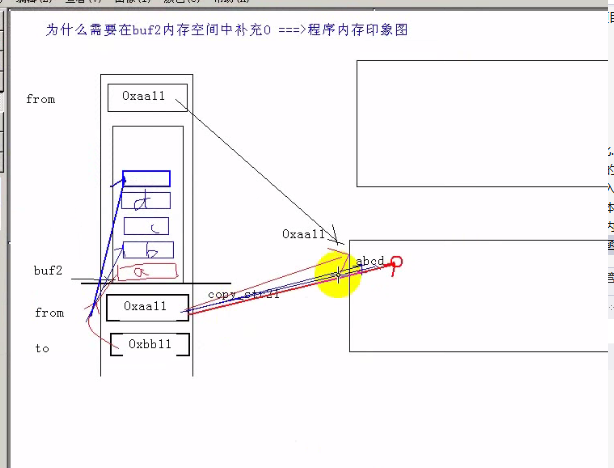 为什么需要在buf2内存空间中补充0 ===>程序内存印象图
from
0xaa11
d
c
0xaa11
b
buf2
a
abcd
0
copy_str21
from
0xaa11
to
0xbb11